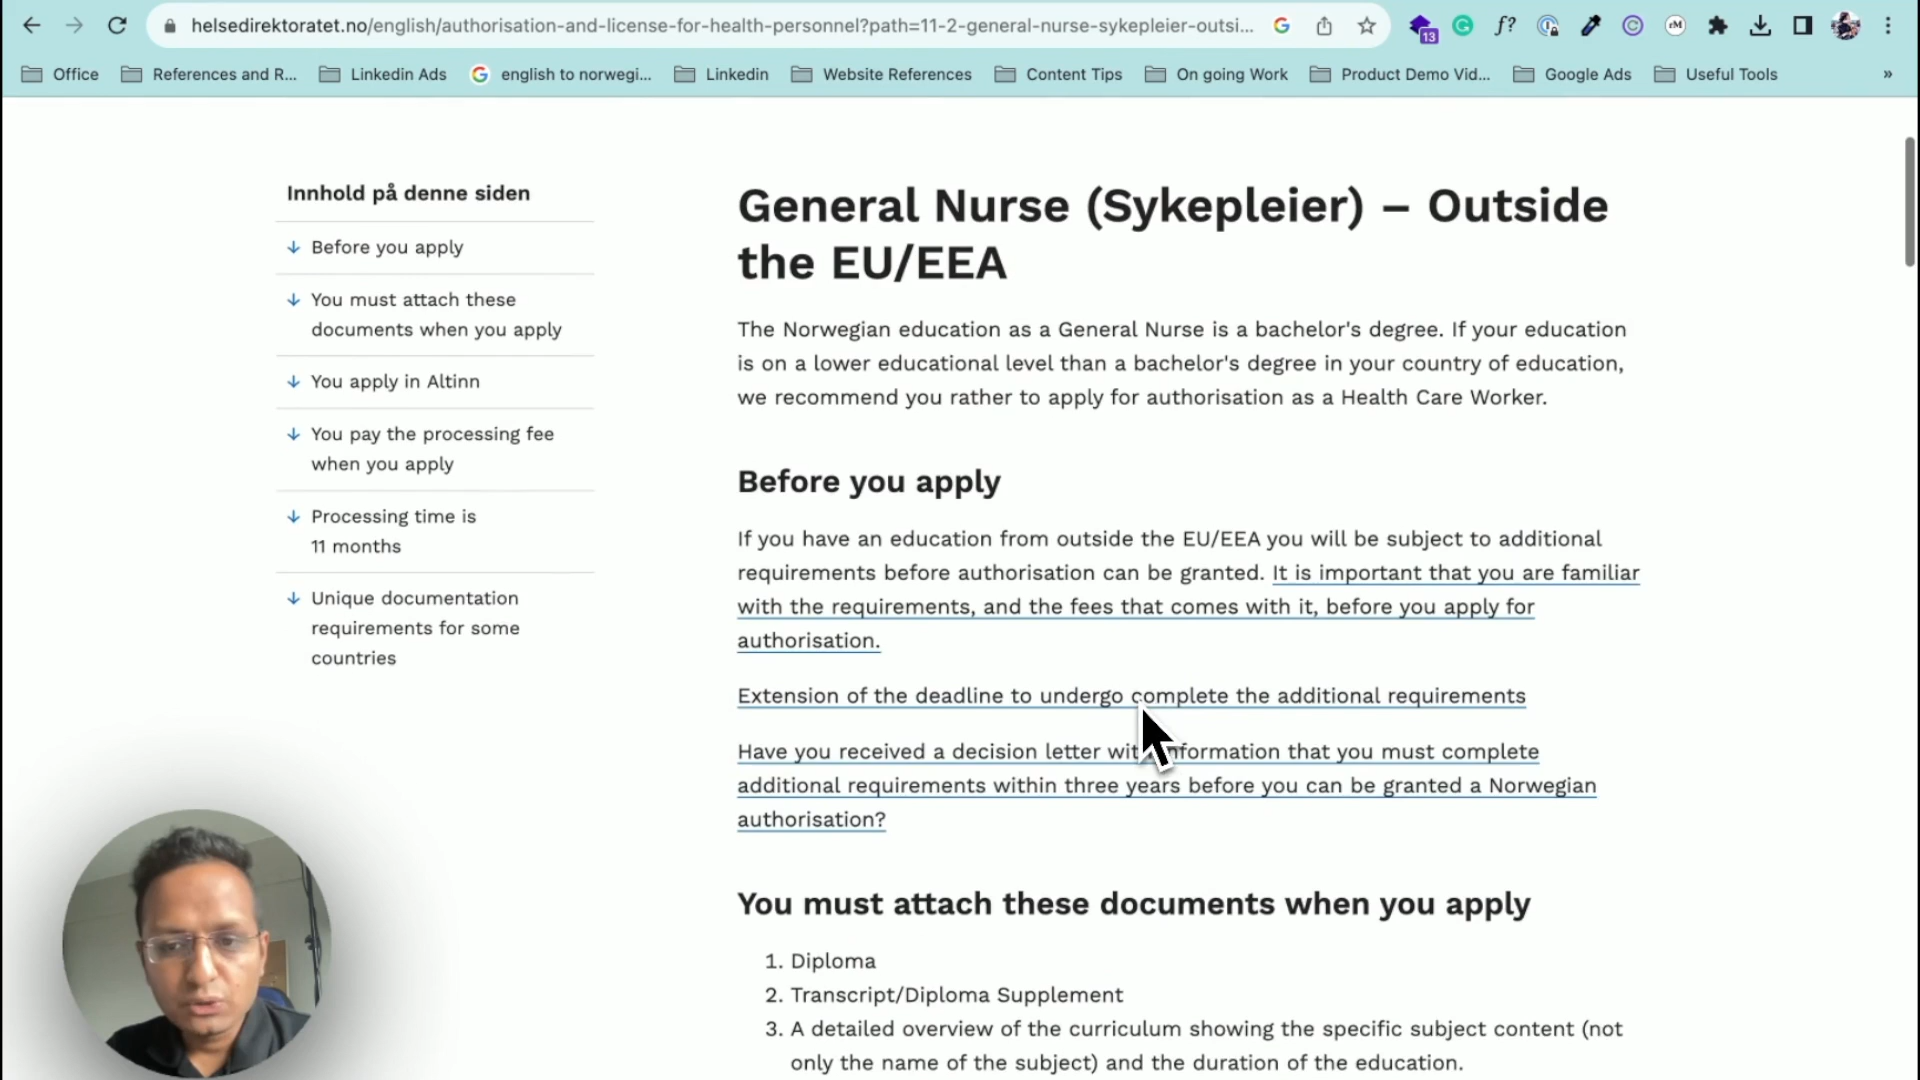 helsedirektoratet.no/english/authorisation-and-license-for-health-personnel?path=11-2-general-nurse-sykepleier-outsi...
13
Office
References and R...
Linkedin Ads
english to norwegi...
Linkedin
Website References
Content Tips
On going Work
Product Demo Vid...
Google Ads
Useful Tools
»
Innhold på denne siden
Before you apply
You must attach these
documents when you apply
You apply in Altinn
You pay the processing fee
when you apply
Processing time is
11 months
Unique documentation
requirements for some
countries
General Nurse (Sykepleier) – Outside
the EU/EEA
The Norwegian education as a General Nurse is a bachelor's degree. If your education
is on a lower educational level than a bachelor's degree in your country of education,
we recommend you rather to apply for authorisation as a Health Care Worker.
Before you apply
If you have an education from outside the EU/EEA you will be subject to additional
requirements before authorisation can be granted. It is important that you are familiar
with the requirements, and the fees that comes with it, before you apply for
authorisation.
Extension of the deadline to undergo complete the additional requirements
Have you received a decision letter with information that you must complete
additional requirements within three years before you can be granted a Norwegian
authorisation?
You must attach these documents when you apply
1. Diploma
2. Transcript/Diploma Supplement
3. A detailed overview of the curriculum showing the specific subject content (not
only the name of the subject) and the duration of the education.